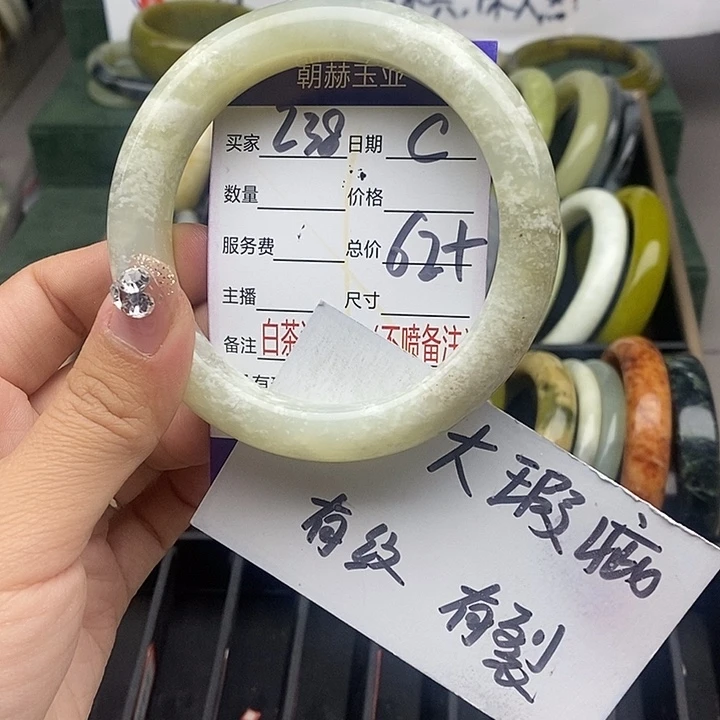 朝赫玉业
买家 238 日期 C
数量 价格
服务费 总价 62+
主播 尺寸
备注 白茶 (不喷备注)
大瑕疵
有纹
有裂